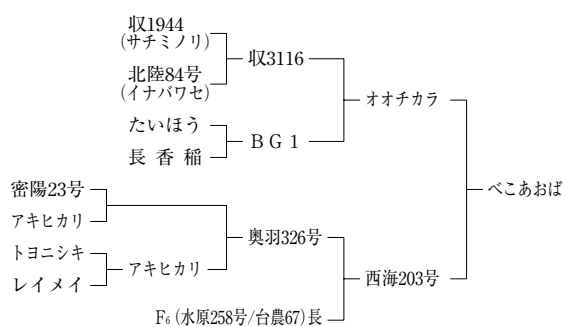 収1944
(サチミノリ)
収3116
北陸84号
(イナバワセ)
オオチカラ
たいほう
BG1
長香稲
べこあおば
密陽23号
アキヒカリ
奥羽326号
トヨニシキ
アキヒカリ
西海203号
レイメイ
F₆(水原258号/台農67)長